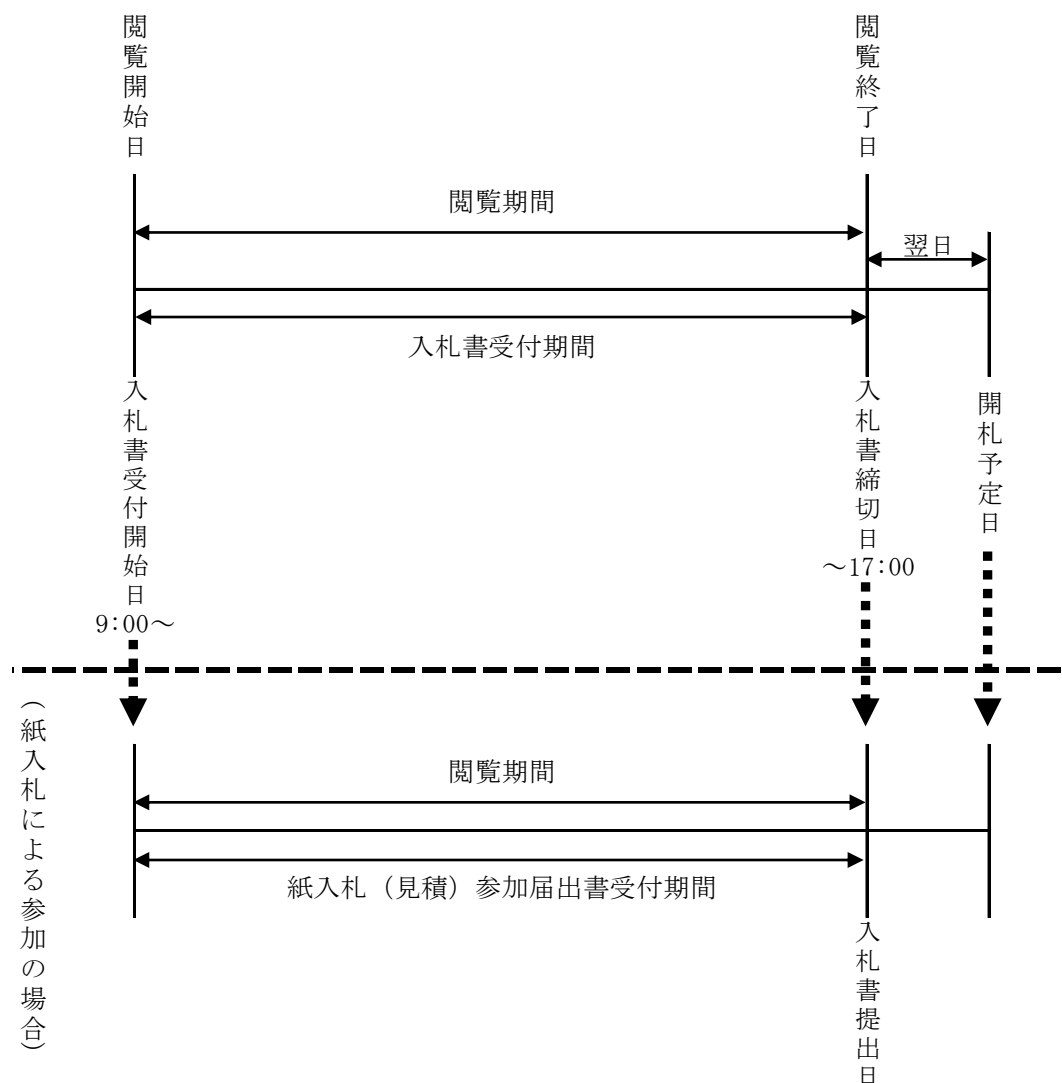 閲覧開始日
閲覧終了日
閲覧期間
翌日
入札書受付期間
入札書受付開始日
9:00～
入札書締切日
～17:00
開札予定日
（紙入札による参加の場合）
閲覧期間
紙入札（見積）参加届出書受付期間
入札書提出日